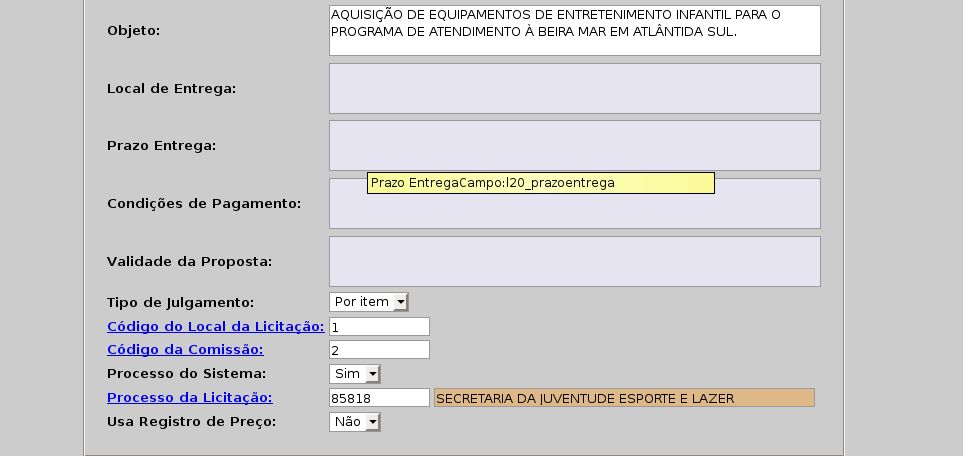 Objeto:
AQUISIÇÃO DE EQUIPAMENTOS DE ENTRETENIMENTO INFANTIL PARA O
PROGRAMA DE ATENDIMENTO À BEIRA MAR EM ATLÂNTIDA SUL.
Local de Entrega:
Prazo Entrega:
Prazo EntregaCampo:l20_prazoentrega
Condições de Pagamento:
Validade da Proposta:
Tipo de Julgamento: Por item
Código do Local da Licitação: 1
Código da Comissão: 2
Processo do Sistema: Sim
Processo da Licitação: 85818 SECRETARIA DA JUVENTUDE ESPORTE E LAZER
Usa Registro de Preço: Não